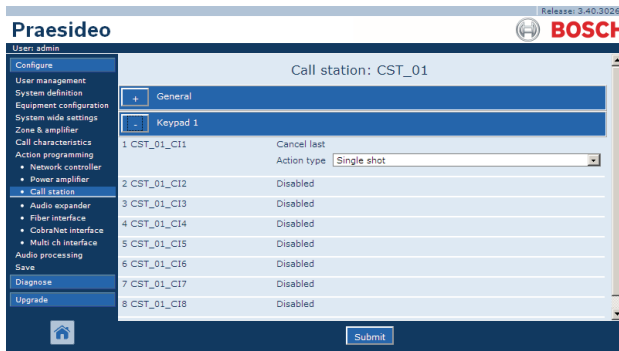 Release: 3.40.3026
Praesideo
BOSCH
User: admin
Configure
User management
System definition
Equipment configuration
System wide settings
Zone & amplifier
Call characteristics
Action programming
• Network controller
• Power amplifier
• Call station
• Audio expander
• Fiber interface
• CobraNet interface
• Multi ch interface
Audio processing
Save
Diagnose
Upgrade
Call station: CST_01
+ General
- Keypad 1
1 CST_01_CI1 Cancel last
Action type Single shot
2 CST_01_CI2 Disabled
3 CST_01_CI3 Disabled
4 CST_01_CI4 Disabled
5 CST_01_CI5 Disabled
6 CST_01_CI6 Disabled
7 CST_01_CI7 Disabled
8 CST_01_CI8 Disabled
Submit